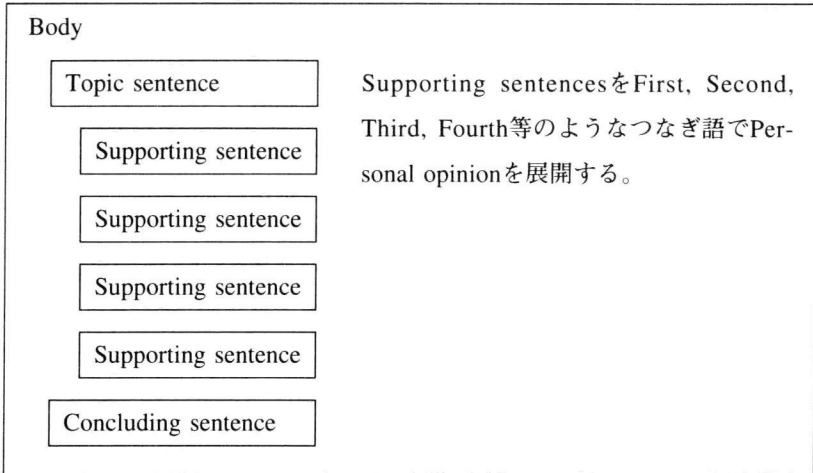 Body
Topic sentence
Supporting sentence
Supporting sentence
Supporting sentence
Supporting sentence
Concluding sentence
Supporting sentencesをFirst, Second,
Third, Fourth等のようなつなぎ語でPer-
sonal opinionを展開する。